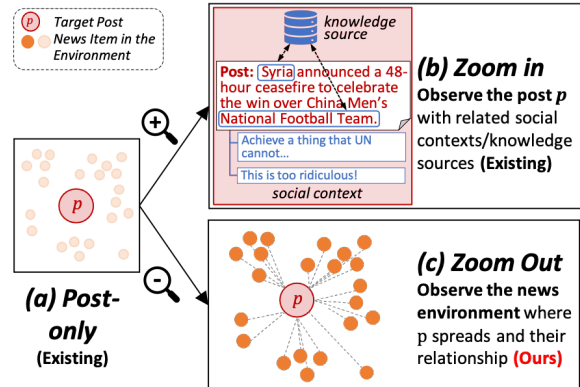 p Target Post
News Item in the
Environment
p
(a) Post-
only
(Existing)
knowledge
source
Post: Syria announced a 48-
hour ceasefire to celebrate
the win over China Men's
National Football Team.
Achieve a thing that UN
cannot...
This is too ridiculous!
social context
(b) Zoom in
Observe the post p
with related social
contexts/knowledge
sources (Existing)
p
(c) Zoom Out
Observe the news
environment where
p spreads and their
relationship (Ours)